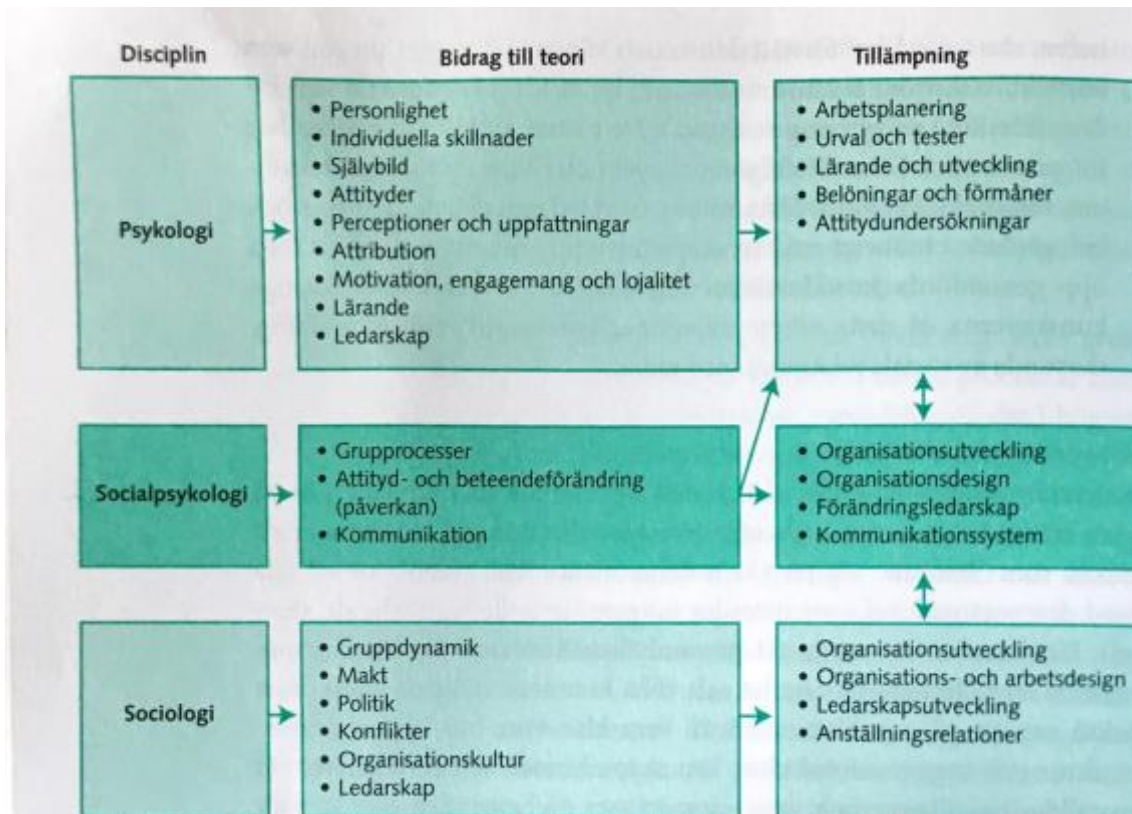 Disciplin
Bidrag till teori
Tillämpning
Psykologi
• Personlighet
• Individuella skillnader
• Självbild
• Attityder
• Perceptioner och uppfattningar
• Attribution
• Motivation, engagemang och lojalitet
• Lärande
• Ledarskap
• Arbetsplanering
• Urval och tester
• Lärande och utveckling
• Belöningar och förmåner
• Attitydundersökningar
Socialpsykologi
• Grupprocesser
• Attityd- och beteendeförändring
(påverkan)
• Kommunikation
• Organisationsutveckling
• Organisationsdesign
• Förändringsledarskap
• Kommunikationssystem
Sociologi
• Gruppdynamik
• Makt
• Politik
• Konflikter
• Organisationskultur
• Ledarskap
• Organisationsutveckling
• Organisations- och arbetsdesign
• Ledarskapsutveckling
• Anställningsrelationer